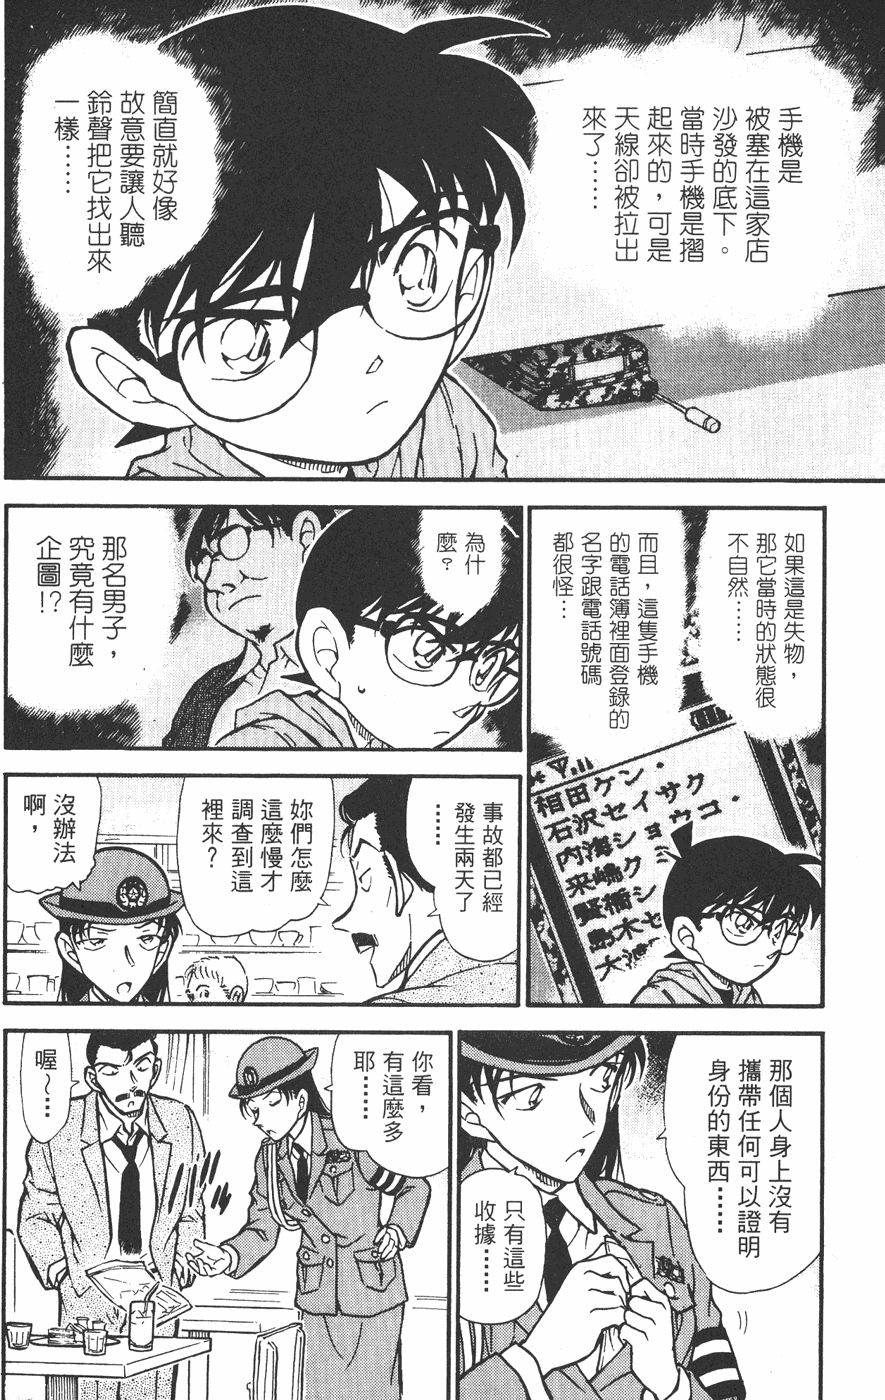 手機是
被塞在這家店
沙發的底下。
當時手機是摺
起來的，可是
天線卻被拉出
來了……
簡直就好像
故意要讓人聽
鈴聲把它找出來
一樣……
如果這是失物，
那它當時的狀態很
不自然……
而且，這隻手機
的電話簿裡面登錄的
名字跟電話號碼
都很怪…
相田ケン・
石沢セイサク
内海ショウコ・
来嶋ク
賢橋シ
島木セ
為什
麼？
那名男子，
究竟有什麼
企圖!?
事故都已經
發生兩天了
……
妳們怎麼
這麼慢才
調查到這
裡來？
沒辦法
啊，
那個人身上沒有
攜帶任何可以證明
身份的東西……
只有這些
收據……
你看，
有這麼多
耶……
喔～…